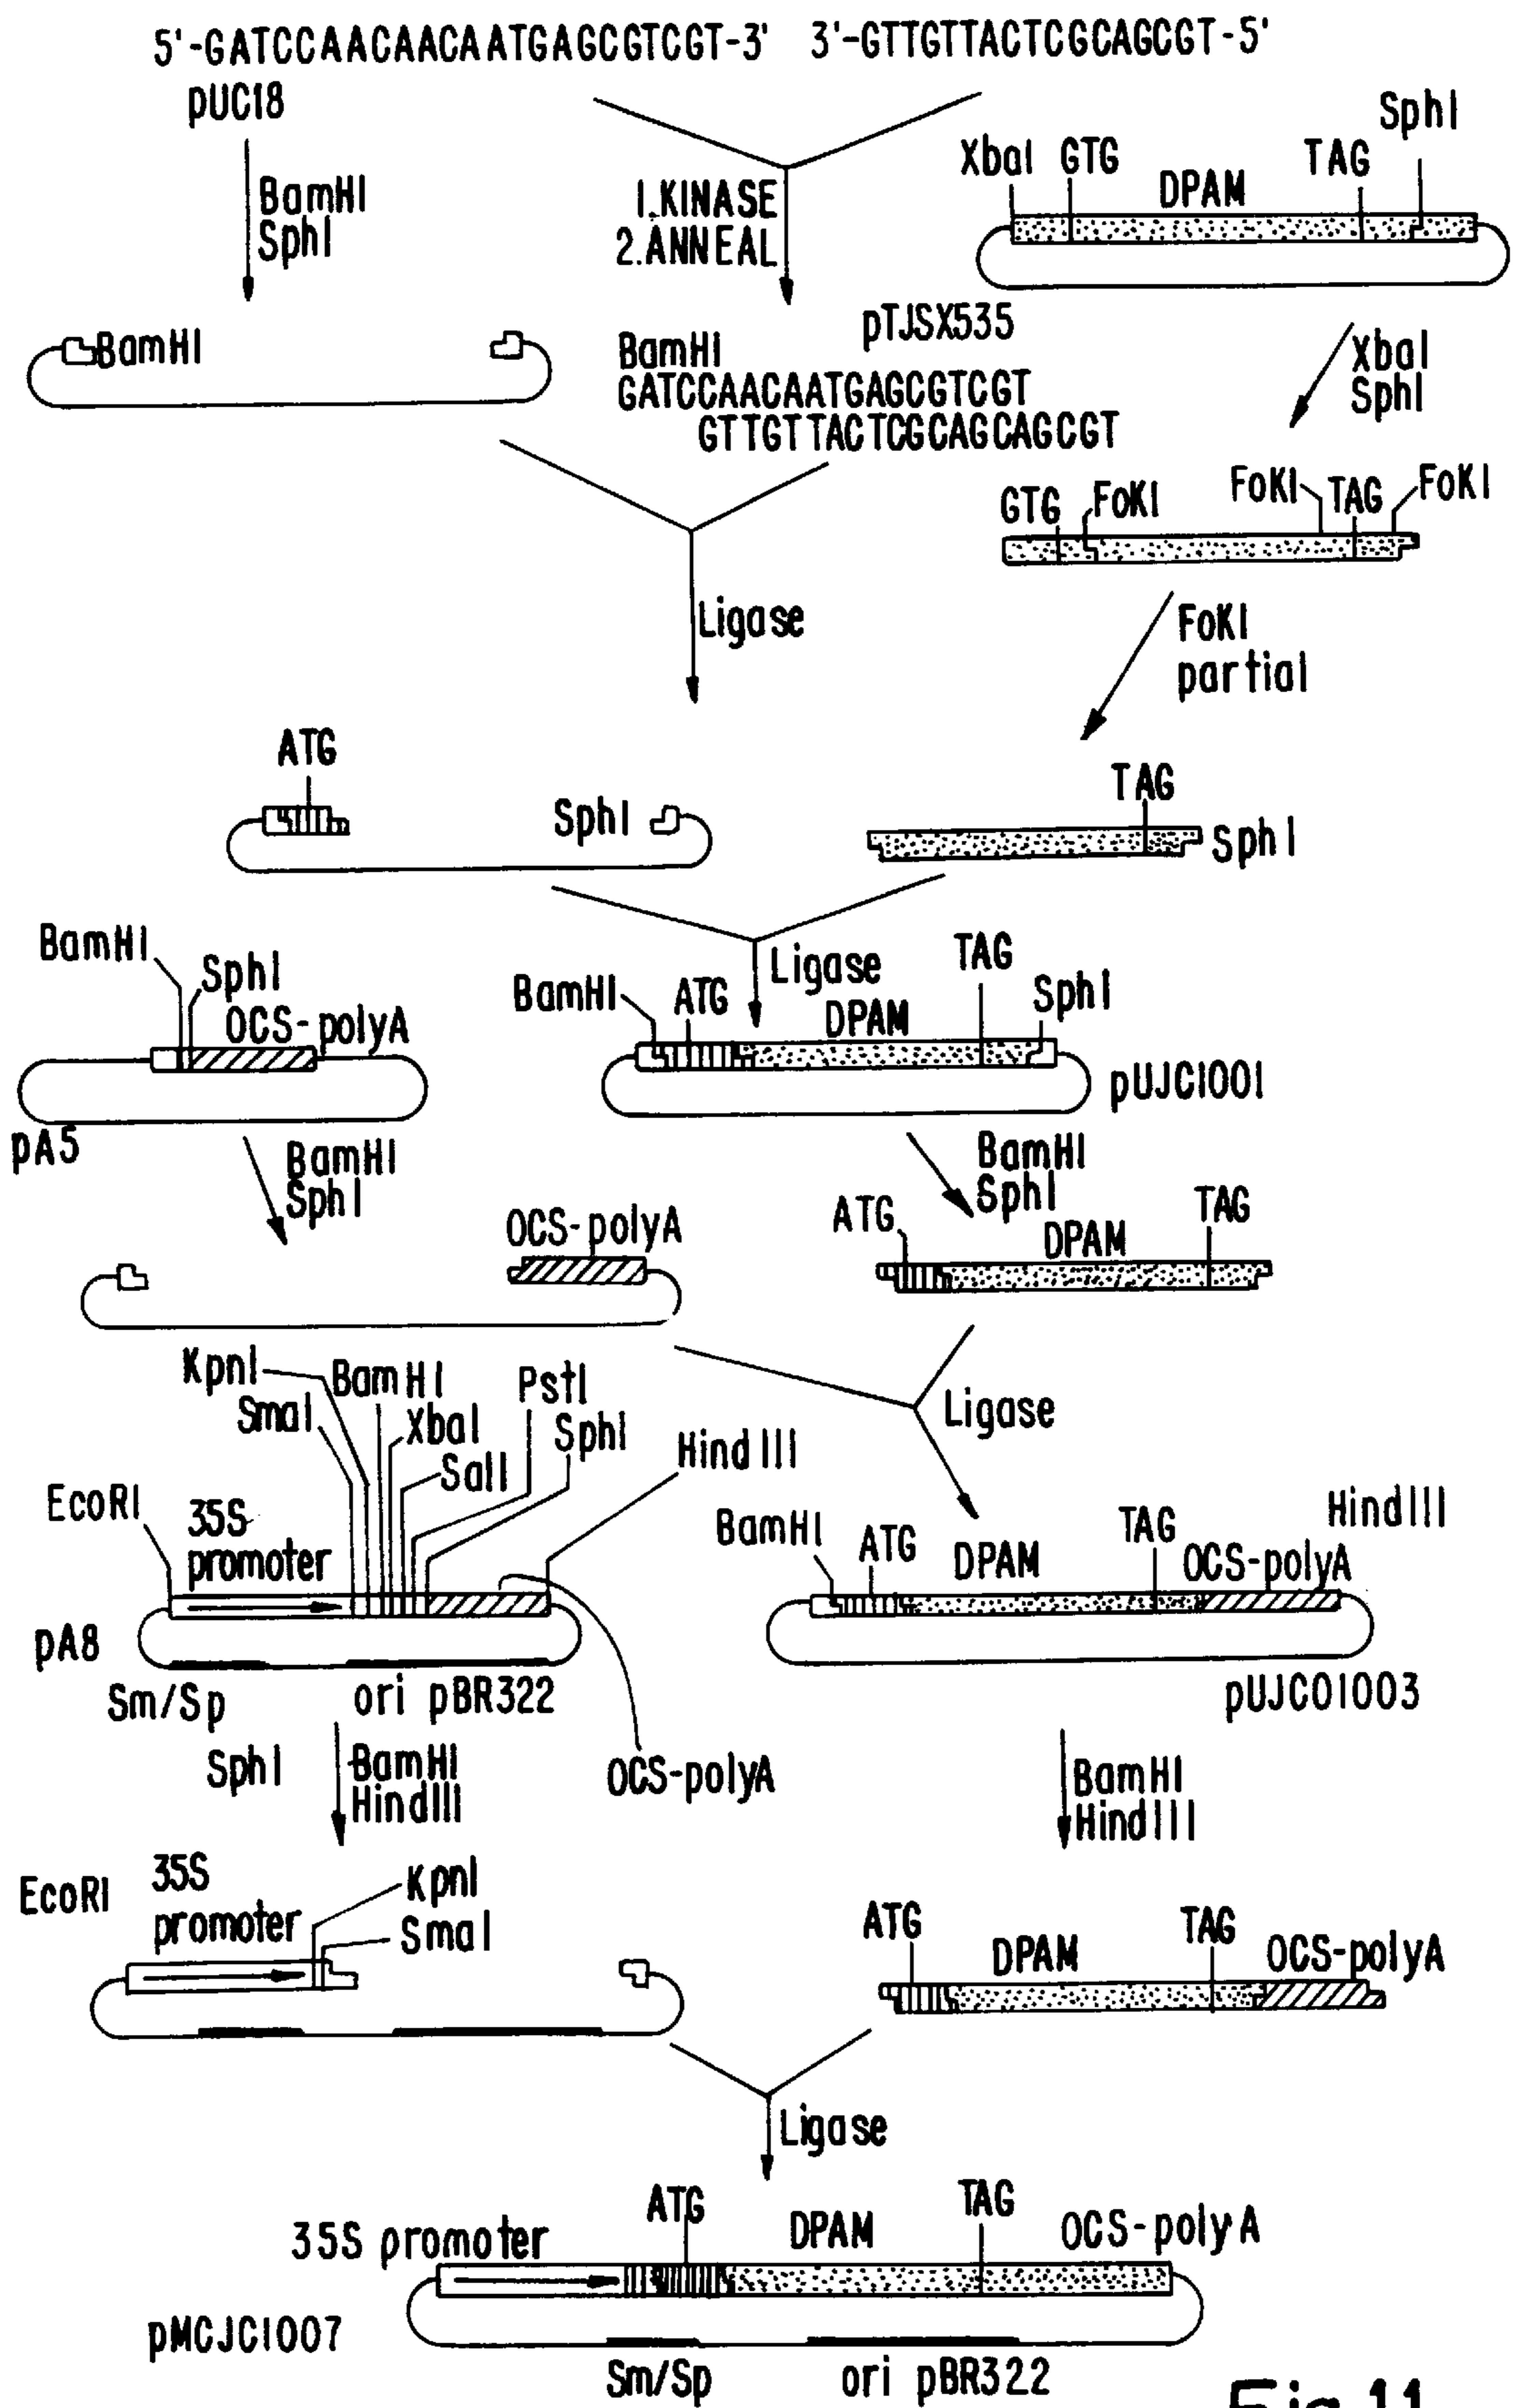 5'-GATCCAACAACAATGAGCGTCGT-3' 3'-GTTGTTACTCGCAGCGT-5'
pUC18
BamHI
SphI
1.KINASE
2.ANNEAL
XbaI GTG DPAM TAG SphI
pTJSX535
BamHI
BamHI
GATCCAACAATGAGCGTCGT
GTTGTTACTCGCAGCAGCGT
XbaI
SphI
GTG FoKI FoKI TAG FoKI
Ligase
FoKI
partial
ATG
SphI
TAG
SphI
BamHI
SphI
OCS-polyA
pA5
Ligase
BamHI ATG DPAM TAG SphI
pUJC1001
BamHI
SphI
BamHI
SphI
OCS-polyA
ATG DPAM TAG
KpnI BamHI PstI
SmaI XbaI SphI
SalI HindIII
EcoRI 35S
promoter
pA8
Sm/Sp ori pBR322
OCS-polyA
Ligase
BamHI ATG DPAM TAG OCS-polyA HindIII
pUJC01003
SphI BamHI
HindIII
BamHI
HindIII
EcoRI 35S
promoter
KpnI
SmaI
ATG DPAM TAG OCS-polyA
Ligase
35S promoter ATG DPAM TAG OCS-polyA
pMCJC1007
Sm/Sp ori pBR322